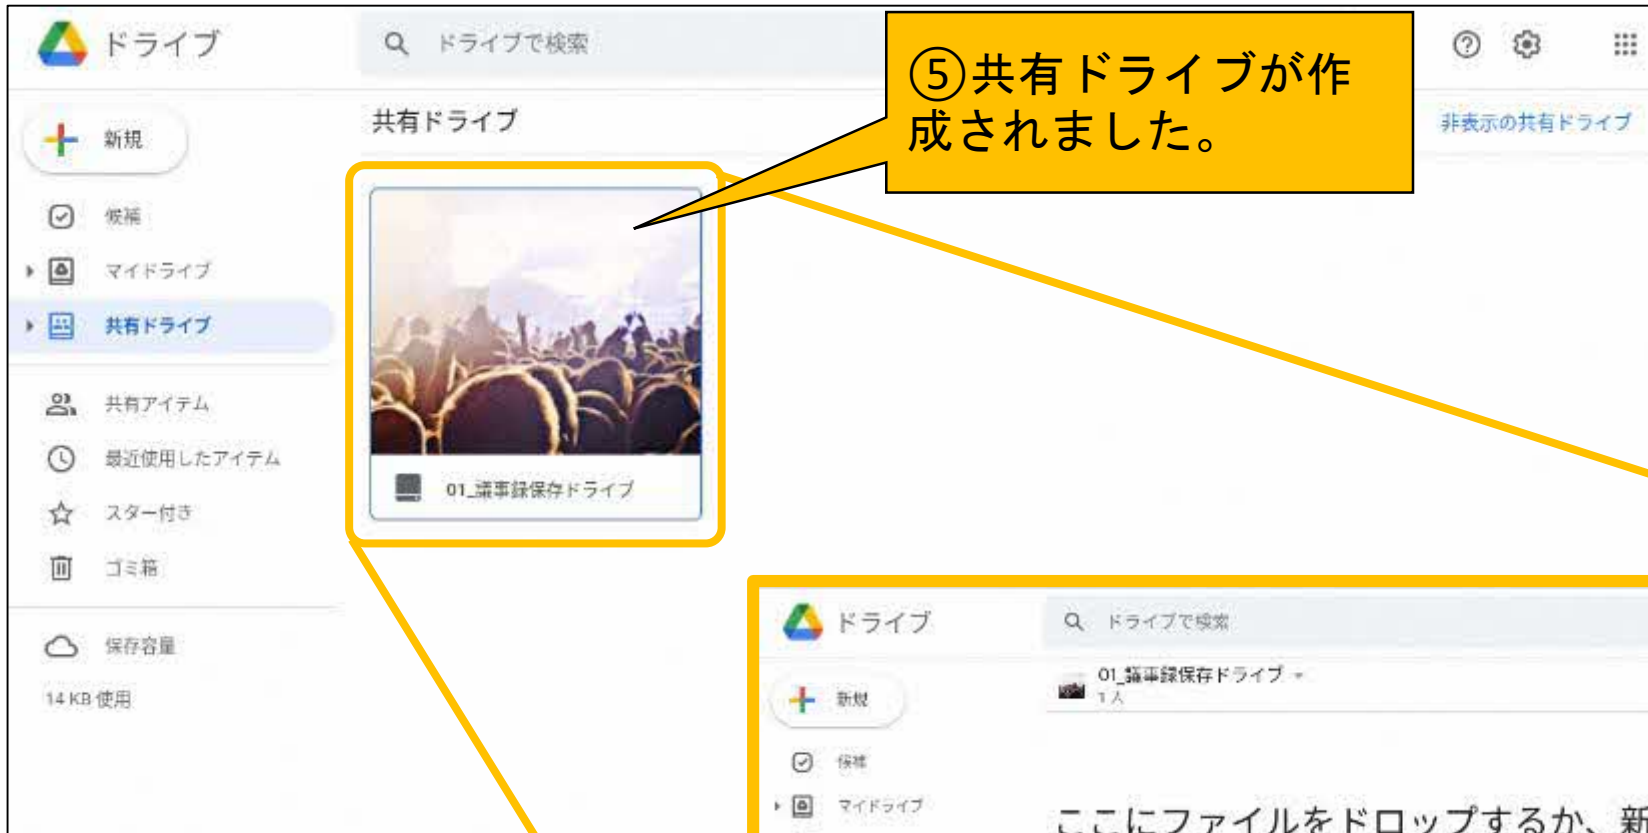 ドライブ
ドライブで検索
⑤共有ドライブが作
成されました。
新規
共有ドライブ
非表示の共有ドライブ
候補
マイドライブ
共有ドライブ
共有アイテム
最近使用したアイテム
スター付き
ゴミ箱
保存容量
14 KB 使用
01_議事録保存ドライブ
ドライブ
ドライブで検索
新規
01_議事録保存ドライブ
1人
候補
マイドライブ
ここにファイルをドロップするか、新